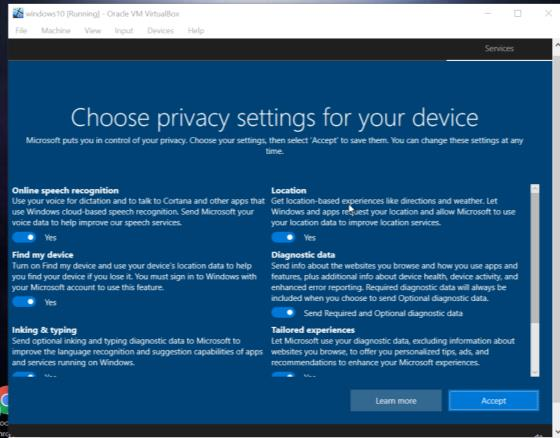 windows10 [Running] - Oracle VM VirtualBox
File Machine View Input Devices Help
Services
Choose privacy settings for your device
Microsoft puts you in control of your privacy. Choose your settings, then select 'Accept' to save them. You can change these settings at any
time.
Online speech recognition
Use your voice for dictation and to talk to Cortana and other apps that
use Windows cloud-based speech recognition. Send Microsoft your
voice data to help improve our speech services.
Yes
Find my device
Turn on Find my device and use your device's location data to help
you find your device if you lose it. You must sign in to Windows with
your Microsoft account to use this feature.
Yes
Inking & typing
Send optional inking and typing diagnostic data to Microsoft to
improve the language recognition and suggestion capabilities of apps
and services running on Windows.
Yes
Location
Get location-based experiences like directions and weather. Let
Windows and apps request your location and allow Microsoft to use
your location data to improve location services.
Yes
Diagnostic data
Send info about the websites you browse and how you use apps and
features, plus additional info about device health, device activity, and
enhanced error reporting. Required diagnostic data will always be
included when you choose to send Optional diagnostic data.
Send Required and Optional diagnostic data
Tailored experiences
Let Microsoft use your diagnostic data, excluding information about
websites you browse, to offer you personalized tips, ads, and
recommendations to enhance your Microsoft experiences.
Yes
Learn more
Accept